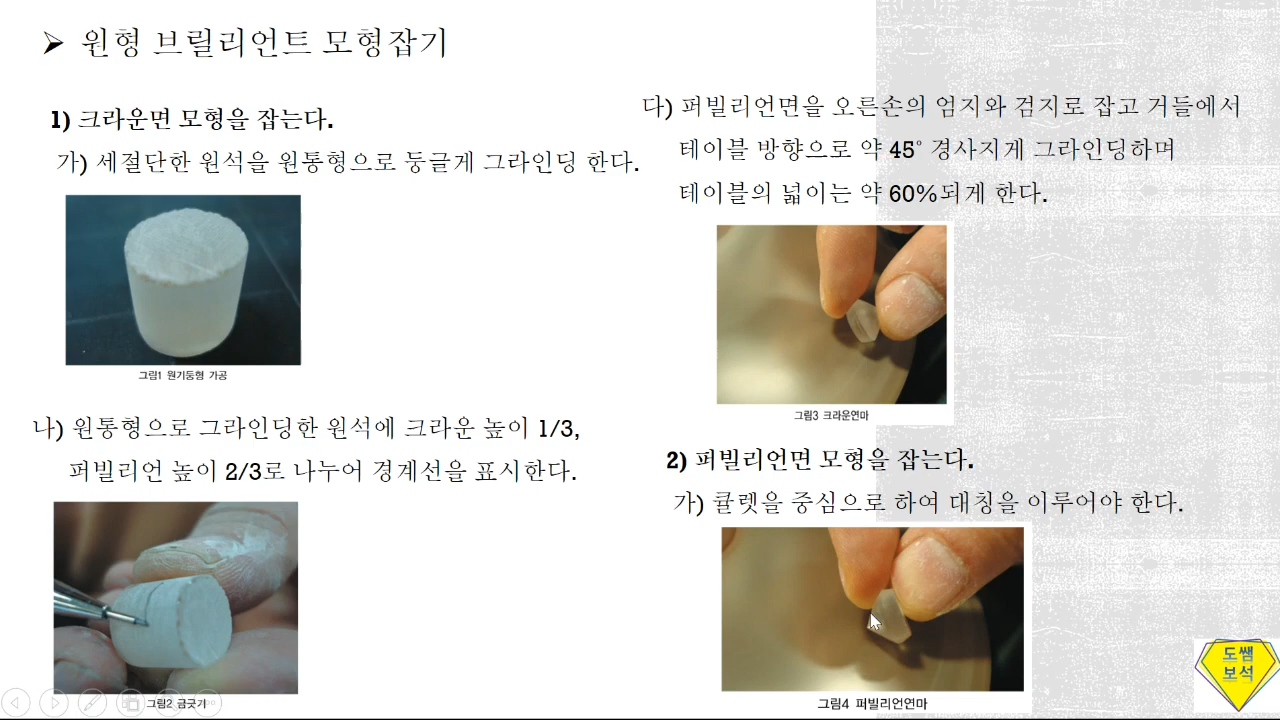 ➤ 원형 브릴리언트 모형잡기
1) 크라운면 모형을 잡는다.
가) 세절단한 원석을 원통형으로 둥글게 그라인딩 한다.
그림1 원기둥형 가공
나) 원통형으로 그라인딩한 원석에 크라운 높이 1/3,
퍼빌리언 높이 2/3로 나누어 경계선을 표시한다.
그림2 금긋기
다) 퍼빌리언면을 오른손의 엄지와 검지로 잡고 거들에서
테이블 방향으로 약 45° 경사지게 그라인딩하며
테이블의 넓이는 약 60%되게 한다.
그림3 크라운연마
2) 퍼빌리언면 모형을 잡는다.
가) 큘렛을 중심으로 하여 대칭을 이루어야 한다.
그림4 퍼빌리언연마
도쌤
보석